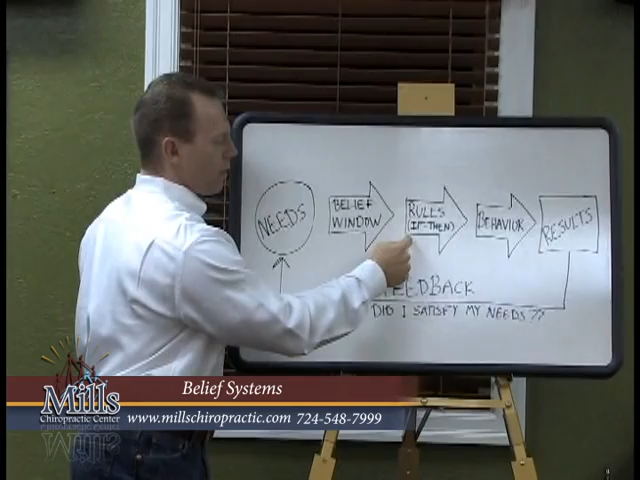 NEEDS
BELIEF
WINDOW
RULES
(IF-THEN)
BEHAVIOR
RESULTS
FEEDBACK
DID I SATISFY MY NEEDS??
Belief Systems
Mills
Chiropractic Center
www.millschiropractic.com 724-548-7999